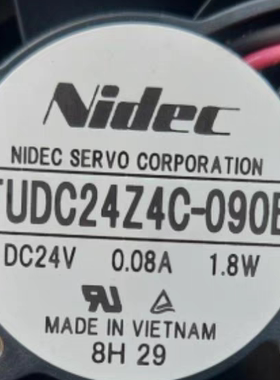 Nidec
NIDEC SERVO CORPORATION
TUDC24Z4C-090E
DC24V 0.08A 1.8W
MADE IN VIETNAM
8H 29